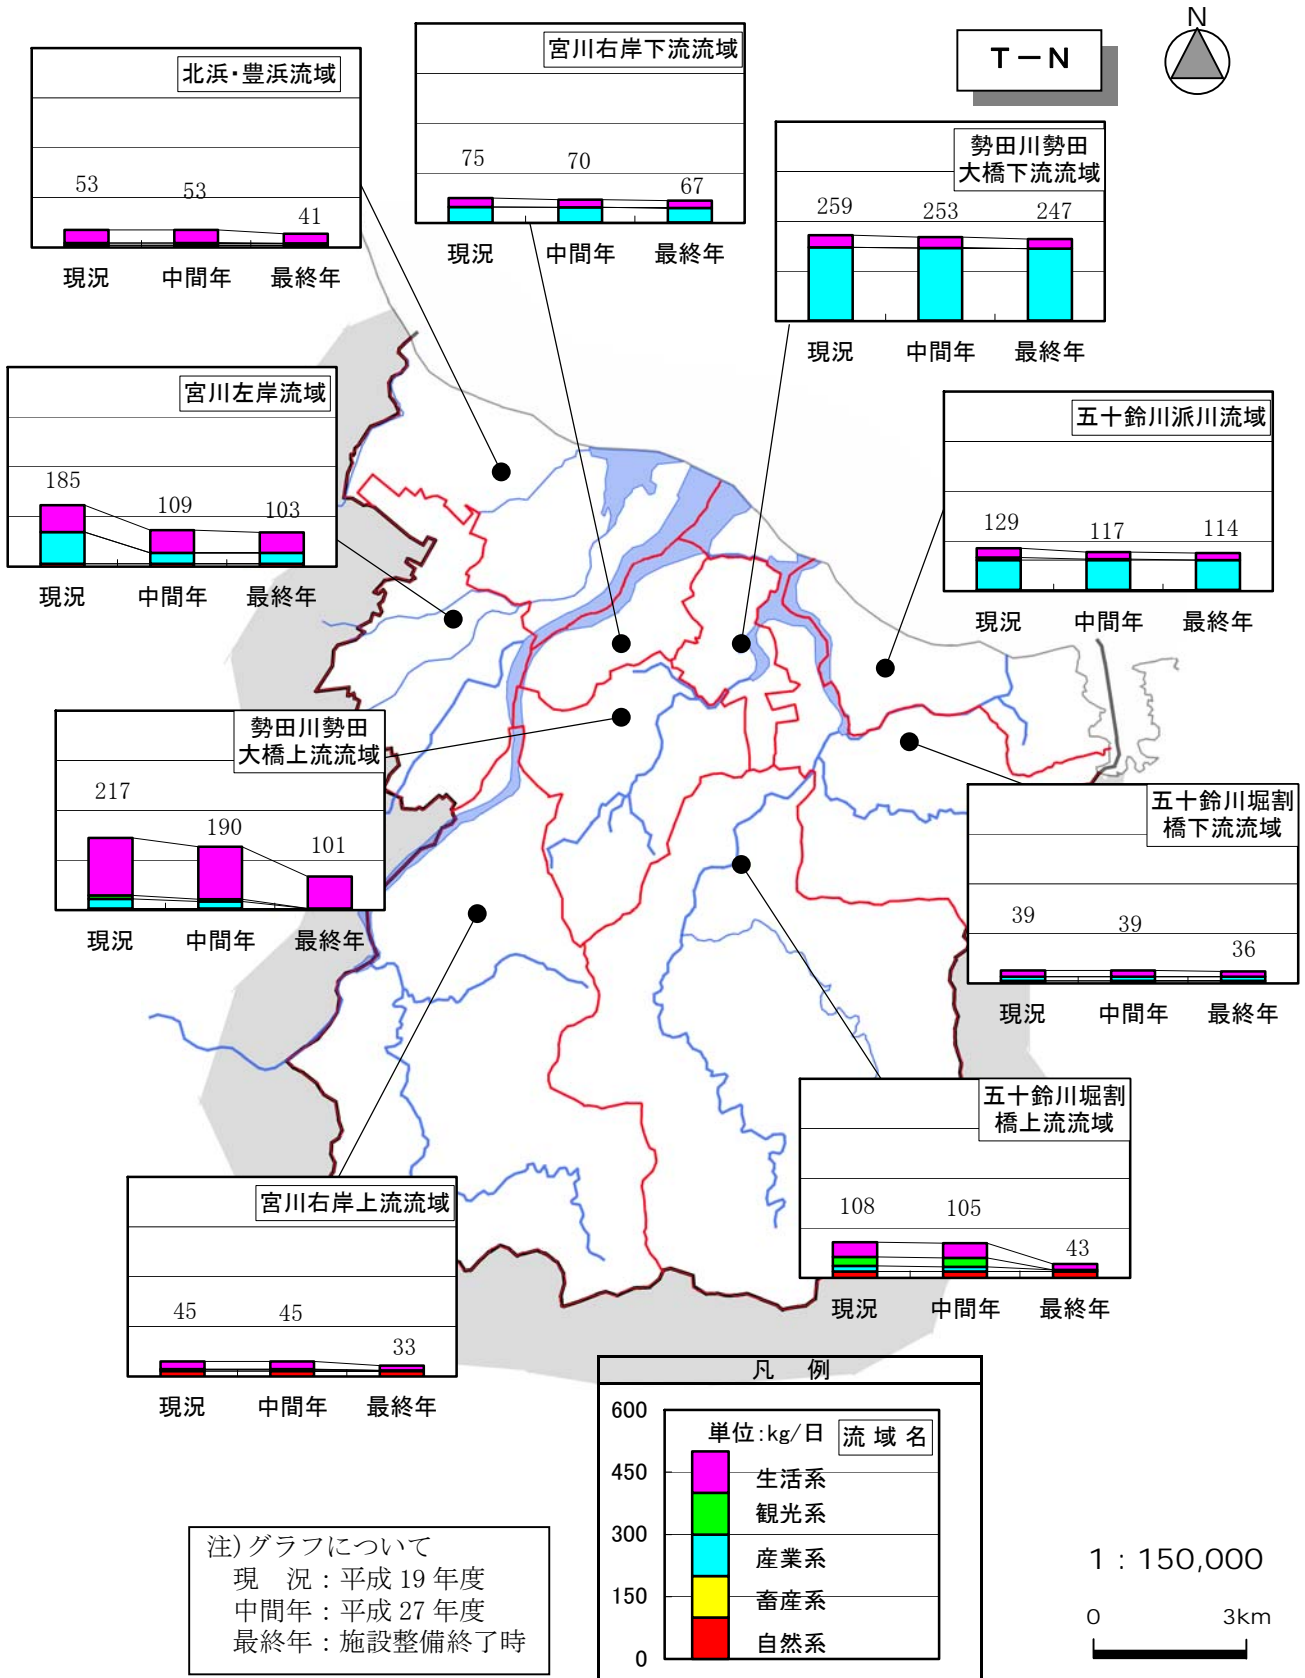 N
T－N
北浜・豊浜流域
53
53
41
現況 中間年 最終年
宮川右岸下流流域
75
70
67
現況 中間年 最終年
勢田川勢田
大橋下流流域
259
253
247
現況 中間年 最終年
宮川左岸流域
185
109
103
現況 中間年 最終年
五十鈴川派川流域
129
117
114
現況 中間年 最終年
勢田川勢田
大橋上流流域
217
190
101
現況 中間年 最終年
五十鈴川堀割
橋下流流域
39
39
36
現況 中間年 最終年
五十鈴川堀割
橋上流流域
108
105
43
現況 中間年 最終年
宮川右岸上流流域
45
45
33
現況 中間年 最終年
凡 例
600
450
300
150
0
単位:kg/日
流域名
生活系
観光系
産業系
畜産系
自然系
注)グラフについて
現 況：平成 19 年度
中間年：平成 27 年度
最終年：施設整備終了時
1：150,000
0 3km